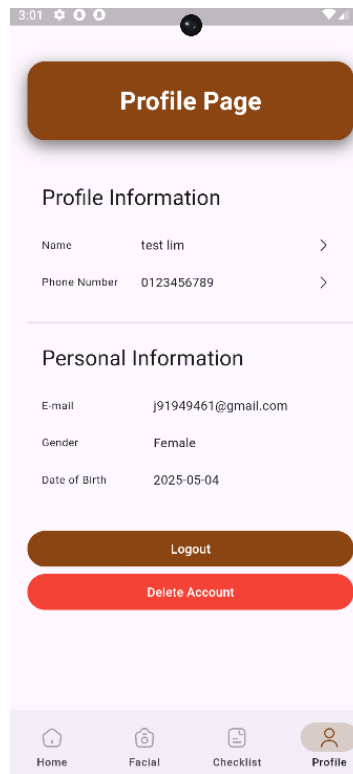 3:01
Profile Page
Profile Information
Name test lim
Phone Number 0123456789
Personal Information
E-mail j91949461@gmail.com
Gender Female
Date of Birth 2025-05-04
Logout
Delete Account
Home Facial Checklist Profile